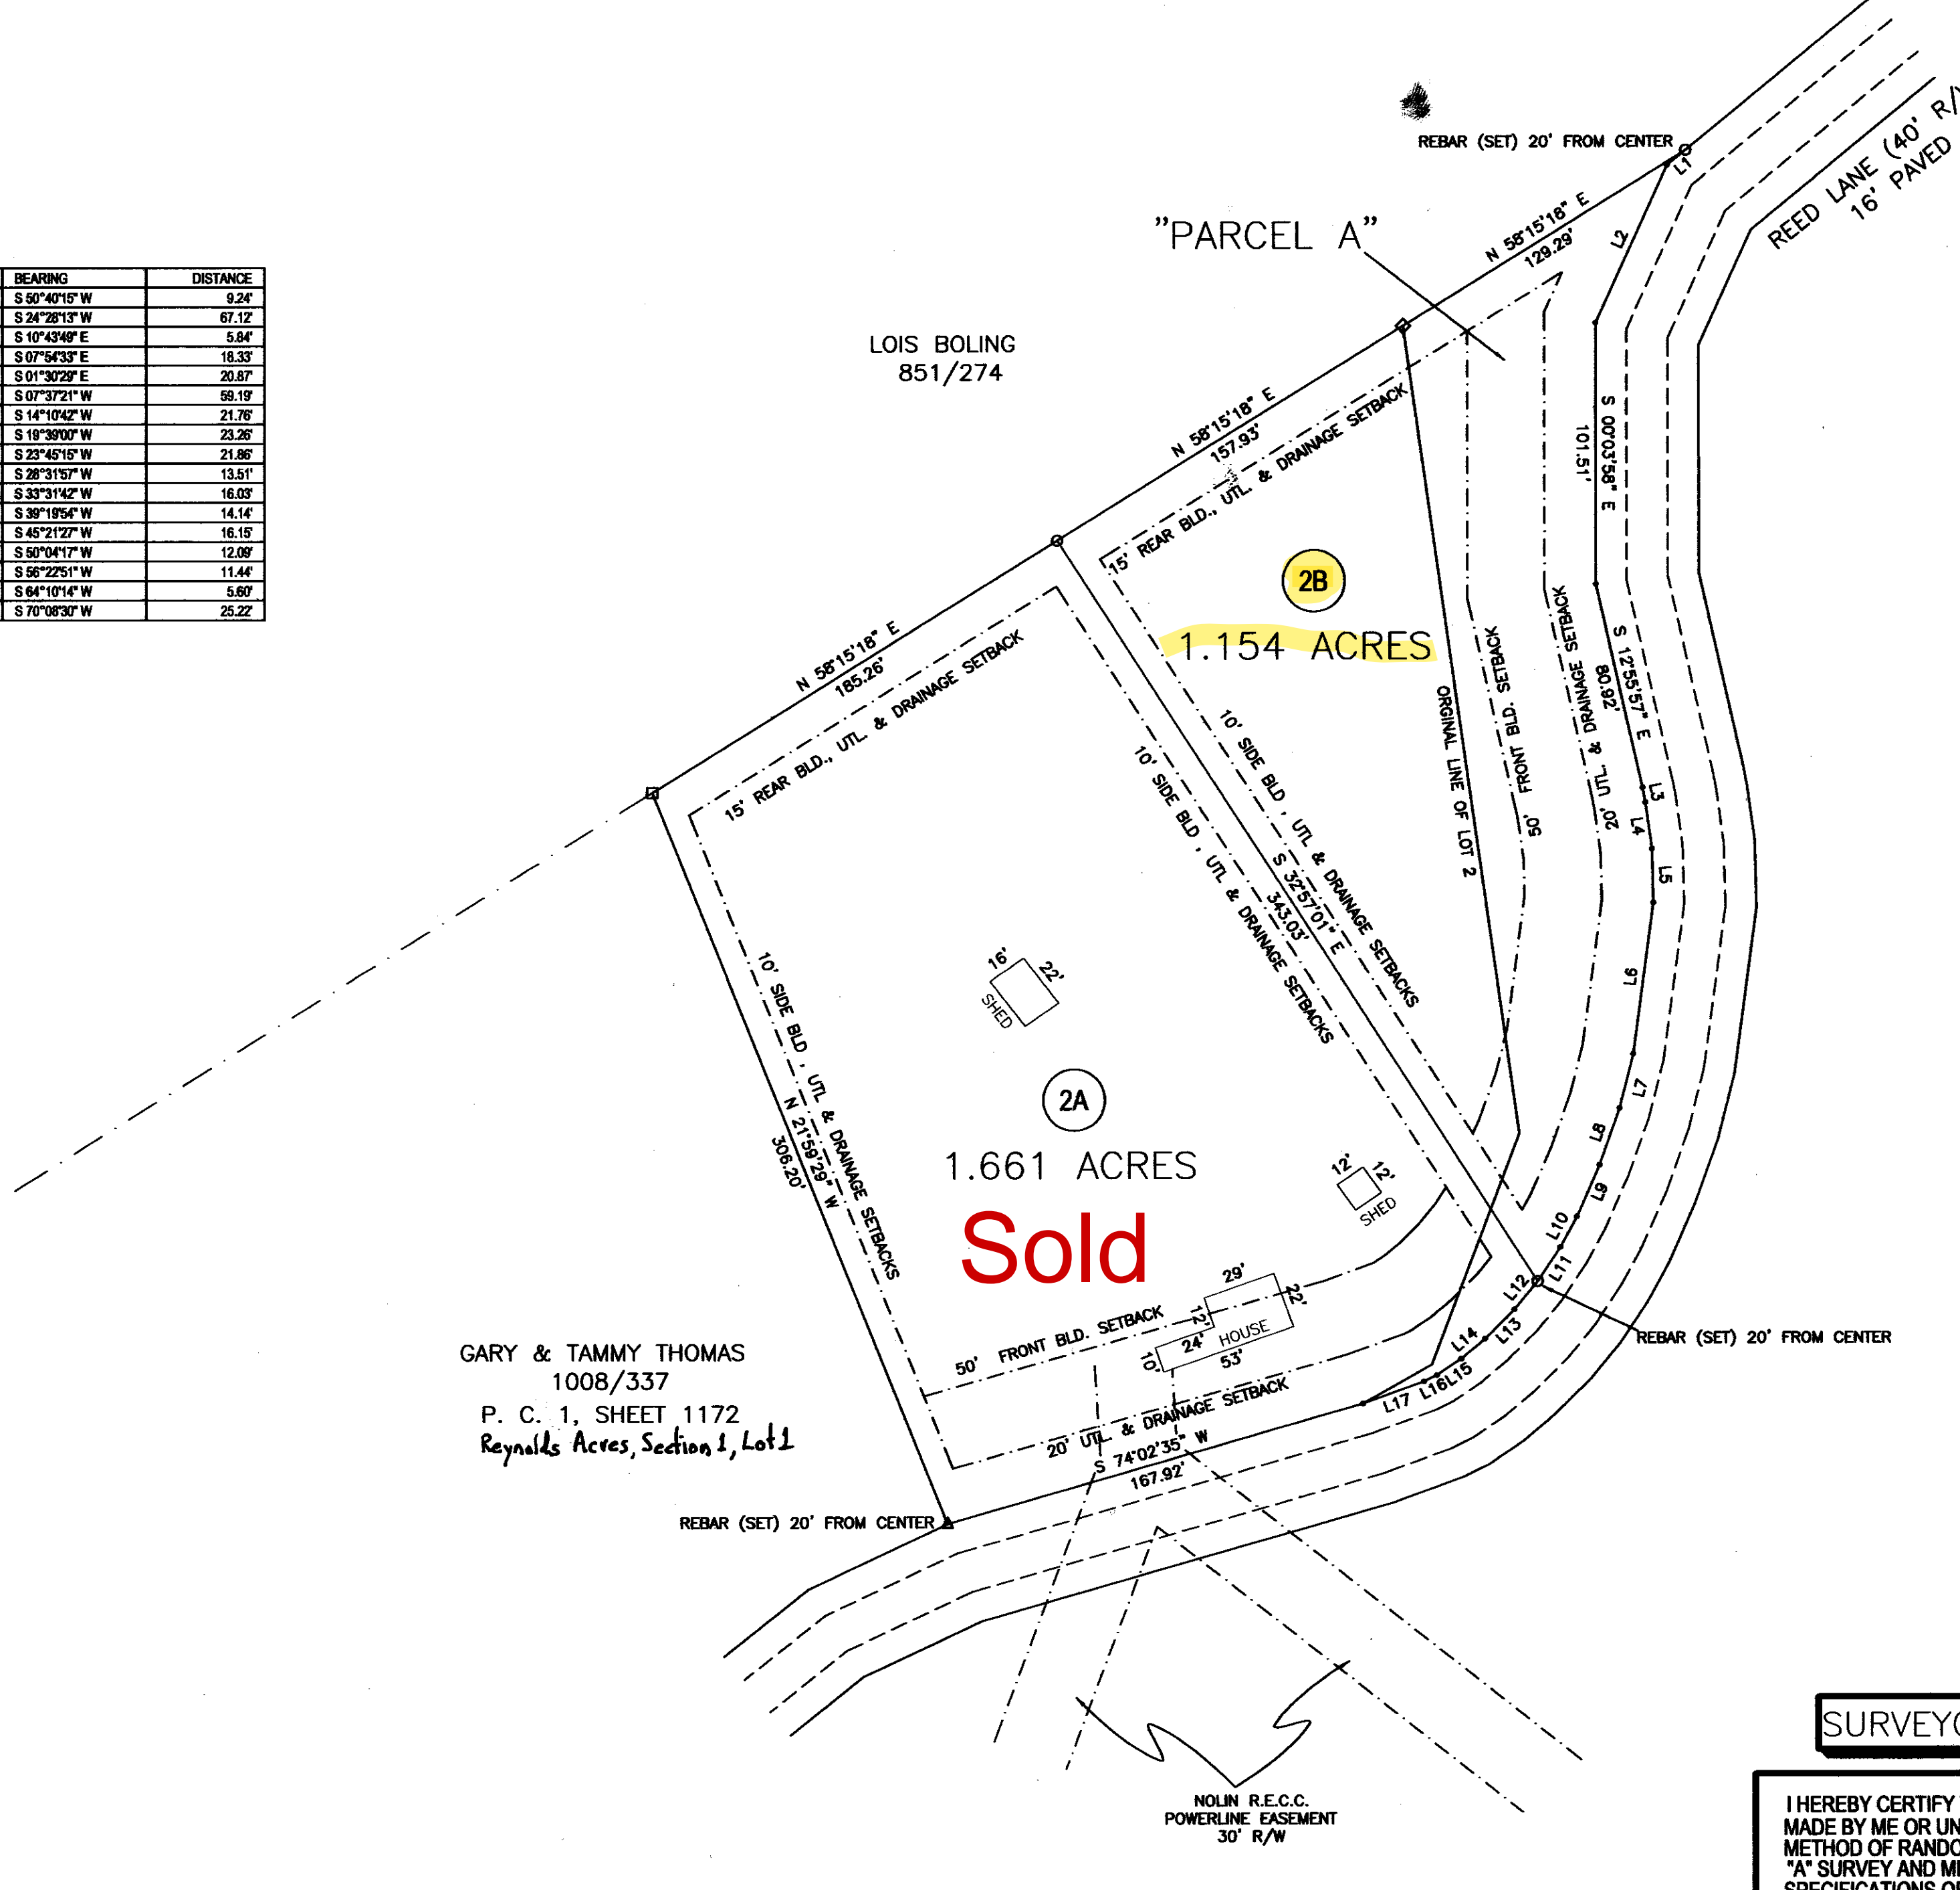 BEARING DISTANCE
S 50°40'15" W 9.24'
S 24°28'13" W 67.12'
S 10°43'49" E 5.84'
S 07°54'33" E 18.33'
S 01°30'29" E 20.87'
S 07°37'21" W 59.19'
S 14°10'42" W 21.76'
S 19°39'00" W 23.26'
S 23°45'15" W 21.86'
S 28°31'57" W 13.51'
S 33°31'42" W 16.03'
S 39°19'54" W 14.14'
S 45°21'27" W 16.15'
S 50°04'17" W 12.09'
S 56°22'51" W 11.44'
S 64°10'14" W 5.60'
S 70°08'30" W 25.22'
REBAR (SET) 20' FROM CENTER
L1
REED LANE (40' R/
16' PAVED
"PARCEL A"
N 58°15'18" E
129.29'
L2
LOIS BOLING
851/274
N 58°15'18" E
157.93'
15' REAR BLD., UTL. & DRAINAGE SETBACK
S 00°03'58" E
101.51'
2B
1.154 ACRES
N 58°15'18" E
185.26'
15' REAR BLD., UTL. & DRAINAGE SETBACK
ORGINAL LINE OF LOT 2
50' FRONT BLD. SETBACK
20' UTL. & DRAINAGE SETBACK
S 12°55'57" E
80.92'
L3
L4
L5
L6
L7
L8
L9
L10
L11
L12
L13
L14
L15
L16
L17
10' SIDE BLD, UTL & DRAINAGE SETBACKS
S 32°57'01" E
343.03'
10' SIDE BLD, UTL & DRAINAGE SETBACKS
10' SIDE BLD, UTL & DRAINAGE SETBACKS
N 21°59'29" W
306.20'
16' 22'
SHED
2A
1.661 ACRES
Sold
12' 12'
SHED
29'
22'
12'
24' HOUSE
10'
53'
50' FRONT BLD. SETBACK
20' UTL & DRAINAGE SETBACK
S 74°02'35" W
167.92'
REBAR (SET) 20' FROM CENTER
GARY & TAMMY THOMAS
1008/337
P. C. 1, SHEET 1172
Reynolds Acres, Section 1, Lot 1
REBAR (SET) 20' FROM CENTER
NOLIN R.E.C.C.
POWERLINE EASEMENT
30' R/W
SURVEYO
I HEREBY CERTIFY
MADE BY ME OR UN
METHOD OF RANDO
"A" SURVEY AND M
SPECIFICATIONS O